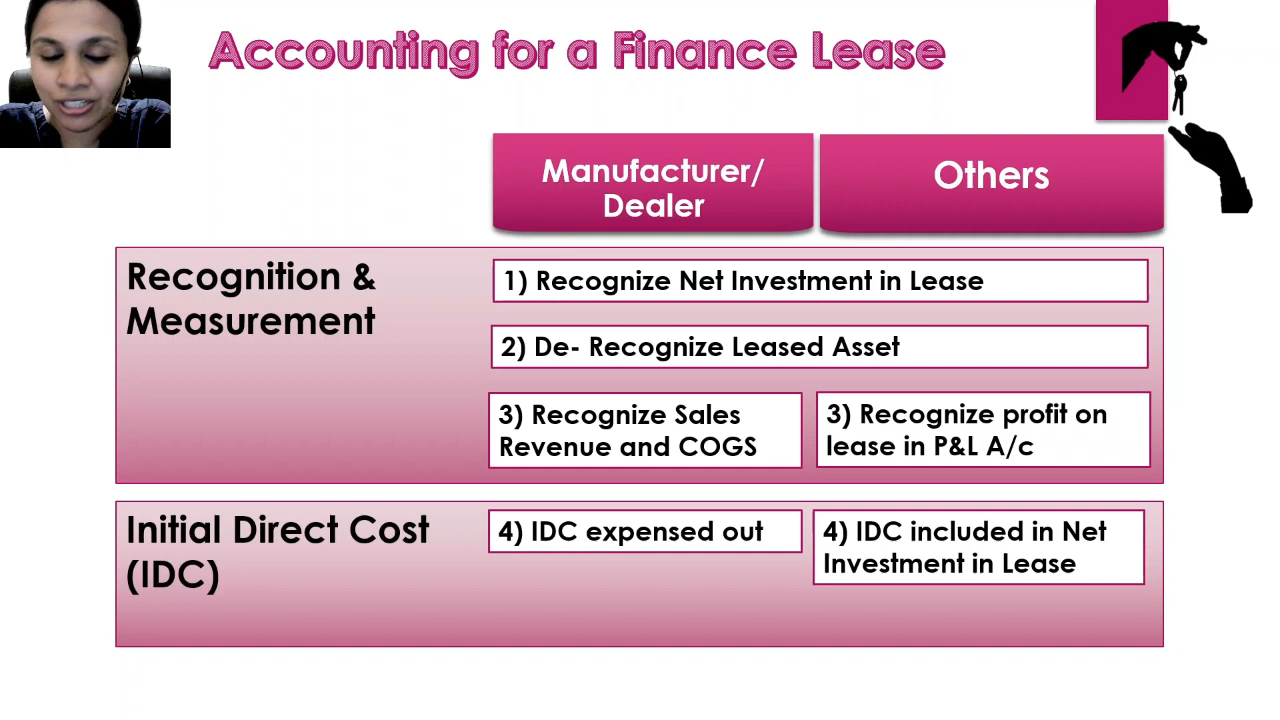 Accounting for a Finance Lease
Manufacturer/
Dealer
Others
Recognition &
Measurement
1) Recognize Net Investment in Lease
2) De- Recognize Leased Asset
3) Recognize Sales
Revenue and COGS
3) Recognize profit on
lease in P&L A/c
Initial Direct Cost
(IDC)
4) IDC expensed out
4) IDC included in Net
Investment in Lease